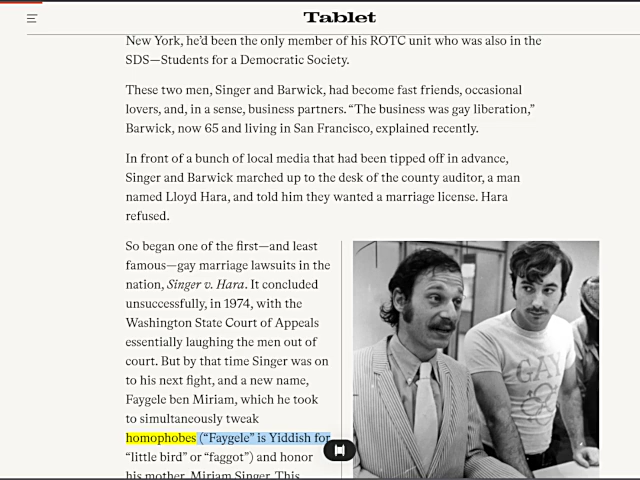 Tablet
New York, he’d been the only member of his ROTC unit who was also in the
SDS—Students for a Democratic Society.
These two men, Singer and Barwick, had become fast friends, occasional
lovers, and, in a sense, business partners. “The business was gay liberation,”
Barwick, now 65 and living in San Francisco, explained recently.
In front of a bunch of local media that had been tipped off in advance,
Singer and Barwick marched up to the desk of the county auditor, a man
named Lloyd Hara, and told him they wanted a marriage license. Hara
refused.
So began one of the first—and least
famous—gay marriage lawsuits in the
nation, Singer v. Hara. It concluded
unsuccessfully, in 1974, with the
Washington State Court of Appeals
essentially laughing the men out of
court. But by that time Singer was on
to his next fight, and a new name,
Faygele ben Miriam, which he took
to simultaneously tweak
homophobes (“Faygele” is Yiddish for
“little bird” or “faggot”) and honor
his mother, Miriam Singer. This
GAY